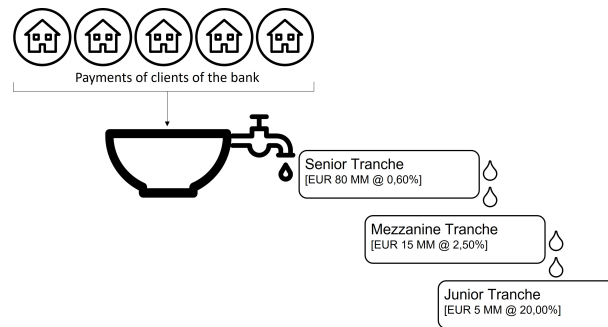 Payments of clients of the bank
Senior Tranche
[EUR 80 MM @ 0,60%]
Mezzanine Tranche
[EUR 15 MM @ 2,50%]
Junior Tranche
[EUR 5 MM @ 20,00%]